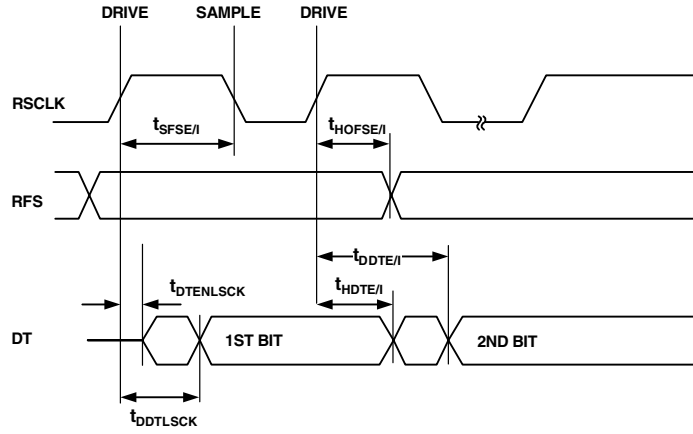 DRIVE SAMPLE DRIVE
RSCLK
tSFSE/I tHOFSE/I
RFS
tDDTE/I
tDTENLSCK tHDTE/I
DT 1ST BIT 2ND BIT
tDDTLSCK